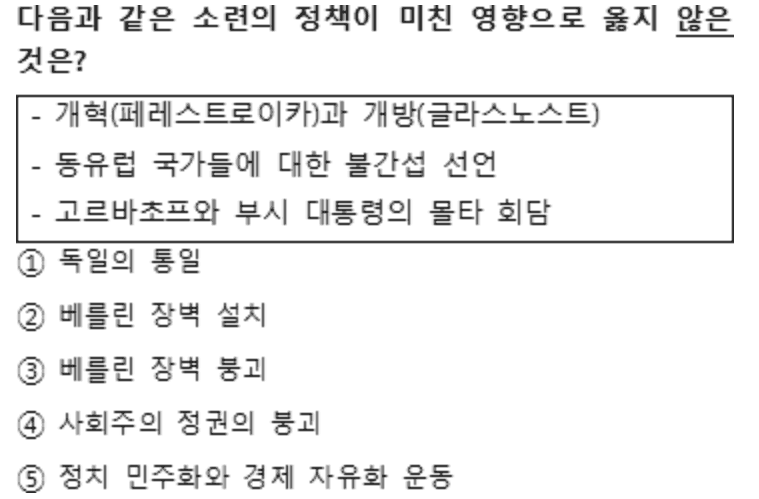 다음과 같은 소련의 정책이 미친 영향으로 옳지 않은
것은?
- 개혁(페레스트로이카)과 개방(글라스노스트)
- 동유럽 국가들에 대한 불간섭 선언
- 고르바초프와 부시 대통령의 몰타 회담
① 독일의 통일
② 베를린 장벽 설치
③ 베를린 장벽 붕괴
④ 사회주의 정권의 붕괴
⑤ 정치 민주화와 경제 자유화 운동